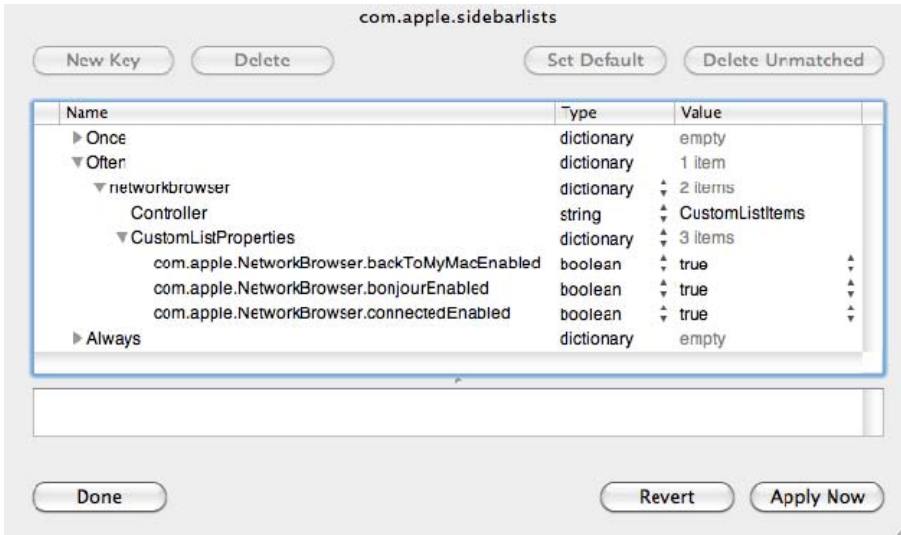 com.apple.sidebarlists
New Key Delete Set Default Delete Unmatched
Name Type Value
Once dictionary empty
Often dictionary 1 item
networkbrowser dictionary 2 items
Controller string CustomListItems
CustomListProperties dictionary 3 items
com.apple.NetworkBrowser.backToMyMacEnabled boolean true
com.apple.NetworkBrowser.bonjourEnabled boolean true
com.apple.NetworkBrowser.connectedEnabled boolean true
Always dictionary empty
Done Revert Apply Now